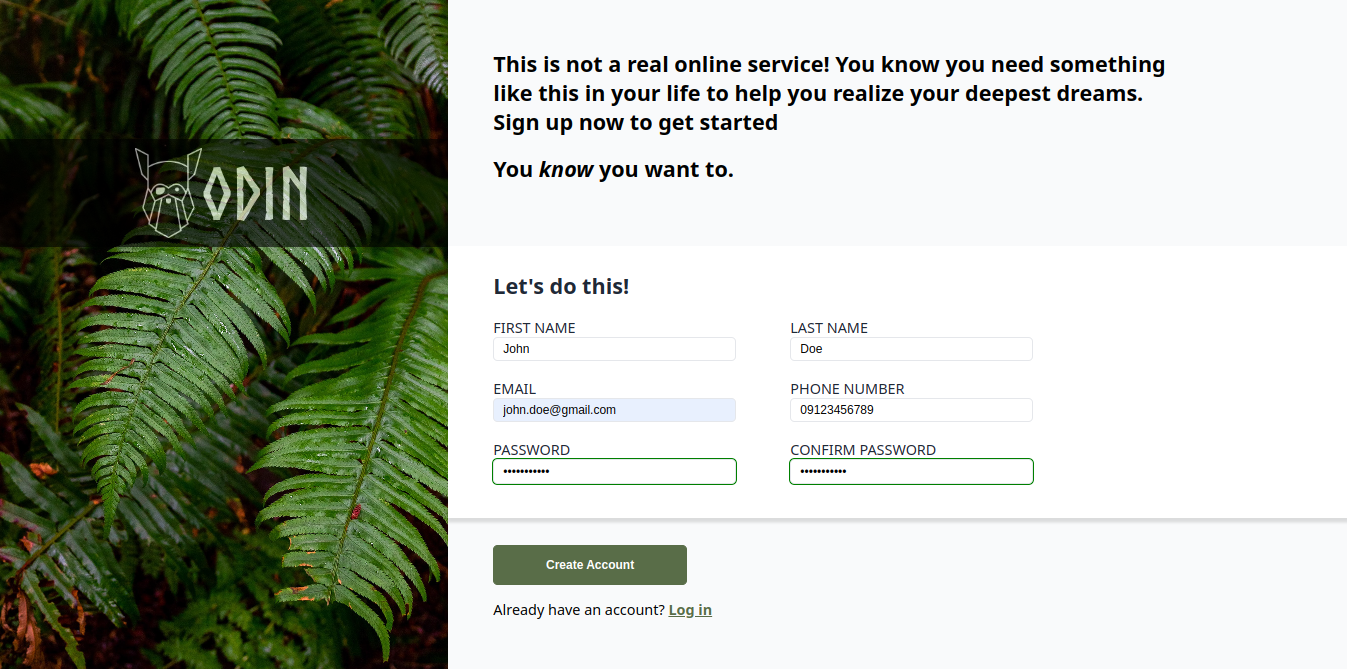 ODIN
This is not a real online service! You know you need something
like this in your life to help you realize your deepest dreams.
Sign up now to get started
You know you want to.
Let's do this!
FIRST NAME
LAST NAME
John
Doe
EMAIL
PHONE NUMBER
john.doe@gmail.com
09123456789
PASSWORD
CONFIRM PASSWORD
•••••••••••
•••••••••••
Create Account
Already have an account? Log in